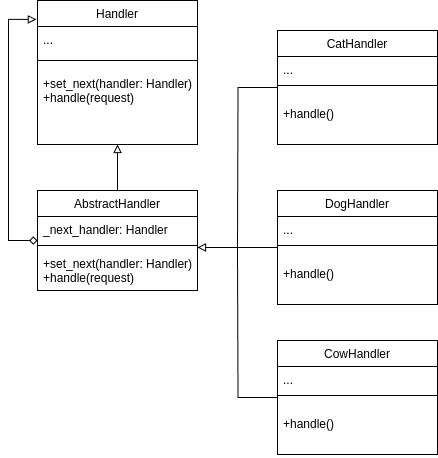 Handler
...
+set_next(handler: Handler)
+handle(request)
AbstractHandler
_next_handler: Handler
+set_next(handler: Handler)
+handle(request)
CatHandler
...
+handle()
DogHandler
...
+handle()
CowHandler
...
+handle()